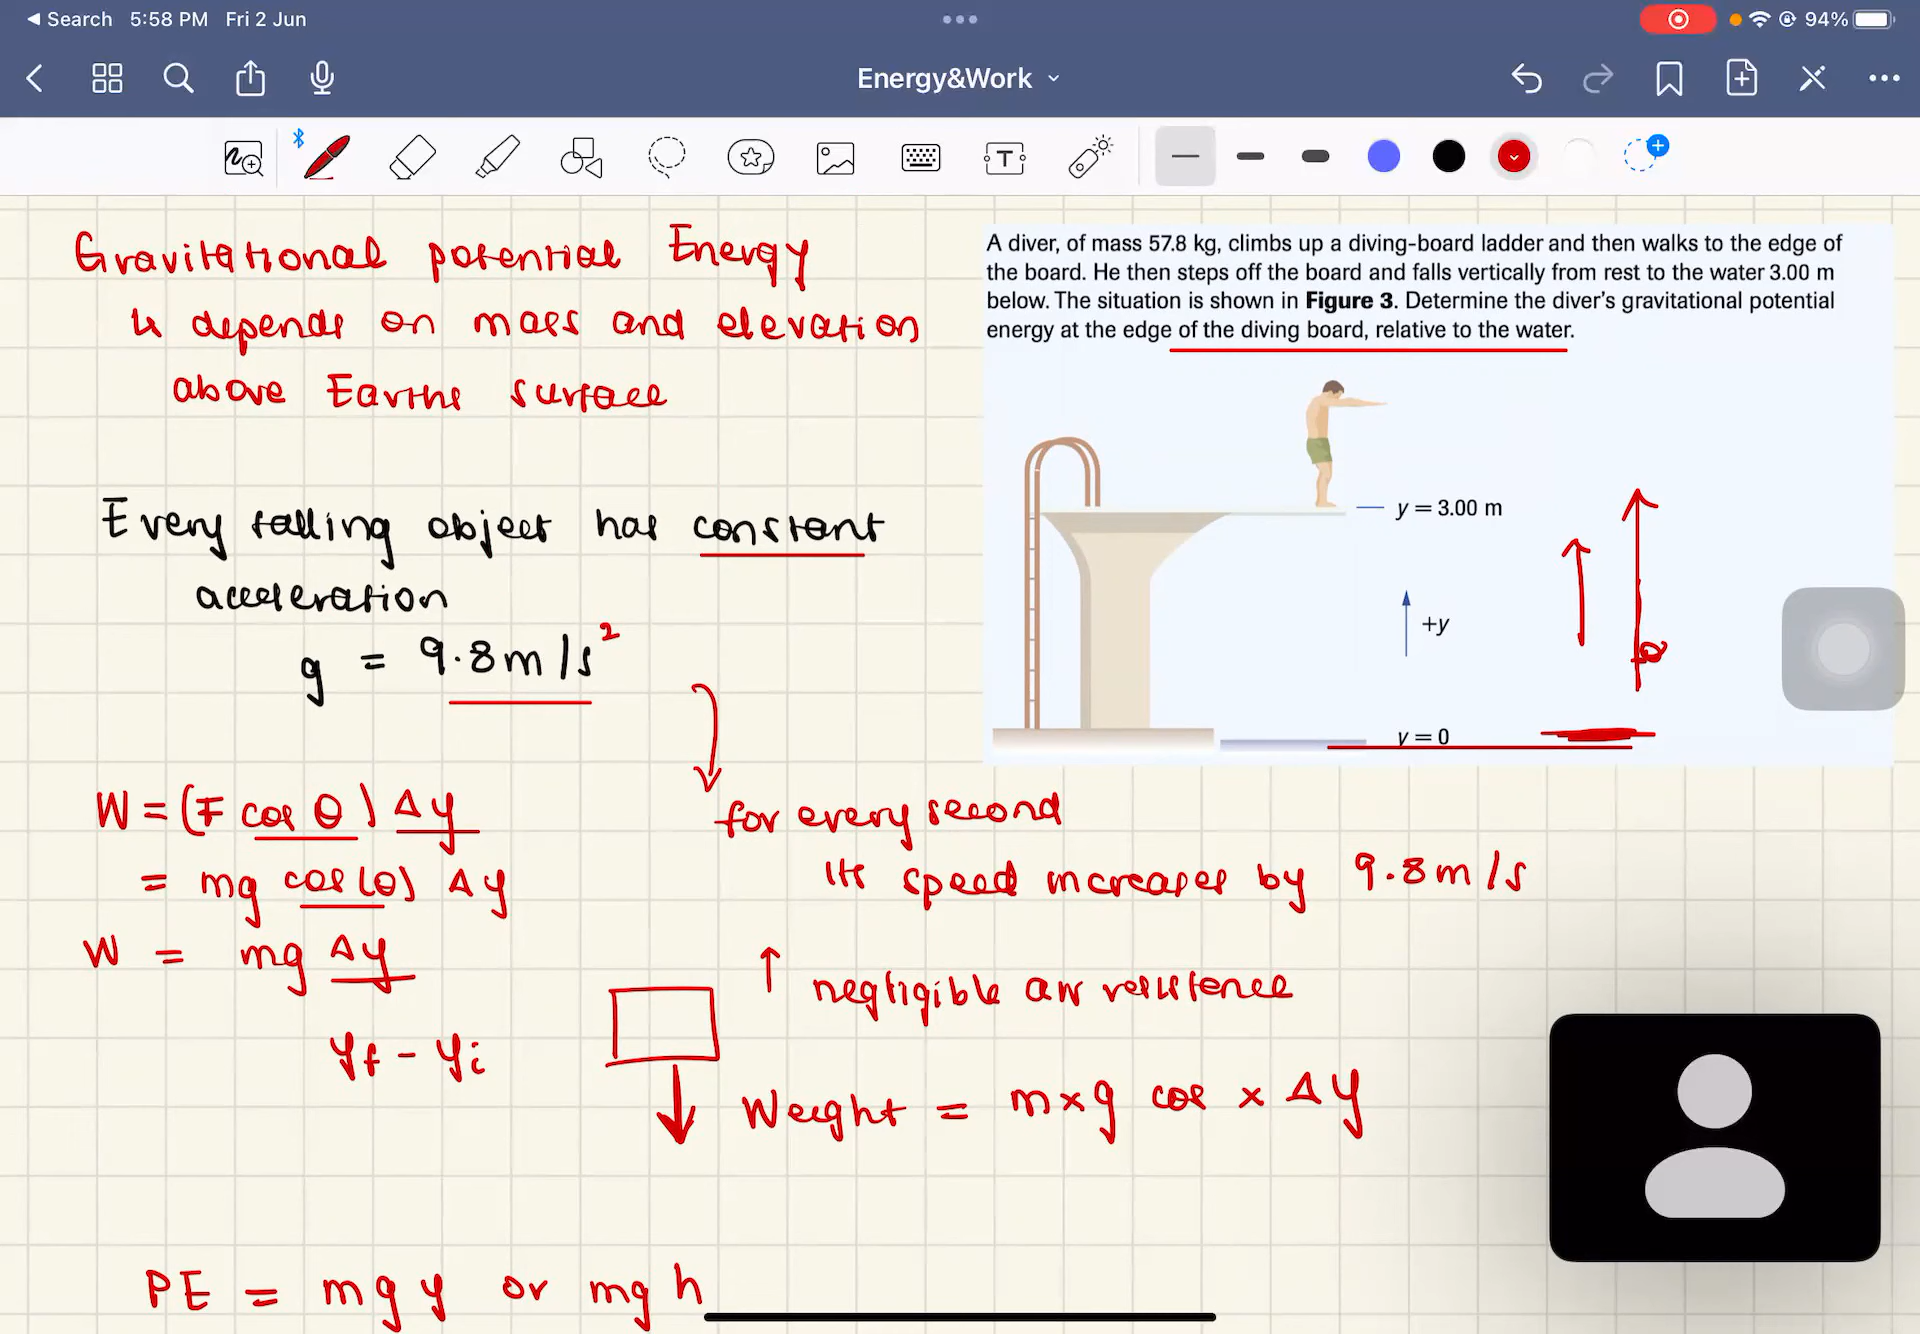 Search 5:58 PM Fri 2 Jun
94%
Energy&Work
T
Gravitational potential Energy
↳ depends on mass and elevation
above Earths surface
Every falling object has constant
acceleration
g = 9.8m/s²
W = (F cos θ) Δy
= mg cos(0) Δy
W = mg Δy
yf - yi
for every second
its speed increases by 9.8m/s
↑ negligible air resistence
Weight = m×g cos × Δy
PE = mgy or mgh
A diver, of mass 57.8 kg, climbs up a diving-board ladder and then walks to the edge of
the board. He then steps off the board and falls vertically from rest to the water 3.00 m
below. The situation is shown in Figure 3. Determine the diver's gravitational potential
energy at the edge of the diving board, relative to the water.
y = 3.00 m
+y
y = 0